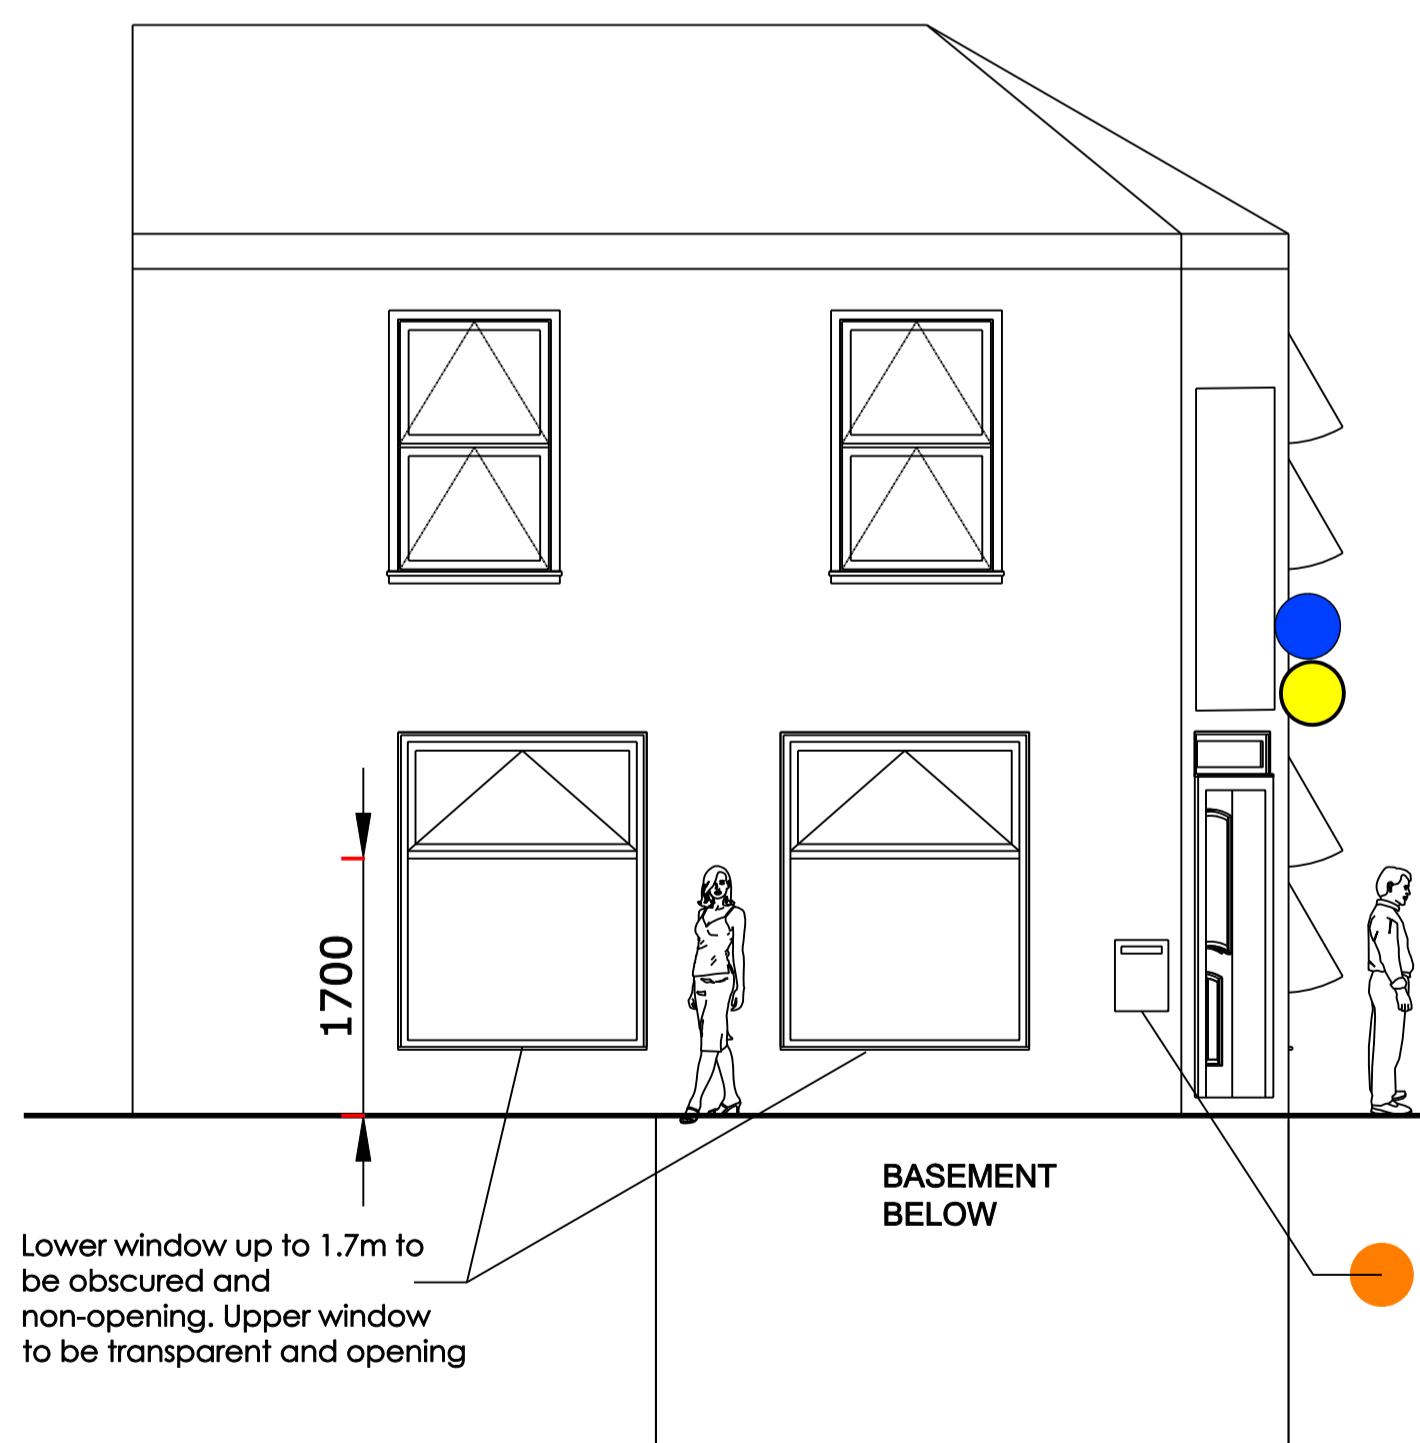 1700
BASEMENT
BELOW
Lower window up to 1.7m to
be obscured and
non-opening. Upper window
to be transparent and opening